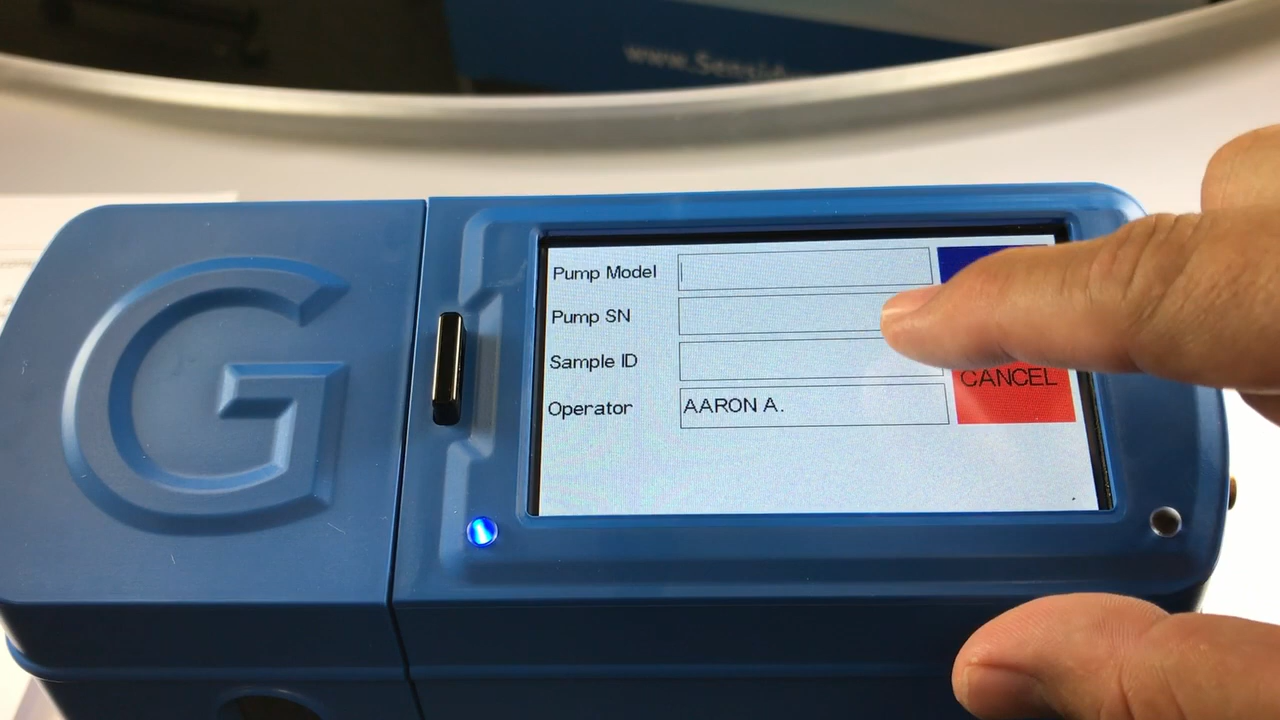 G
Pump Model
Pump SN
Sample ID
CANCEL
Operator
AARON A.